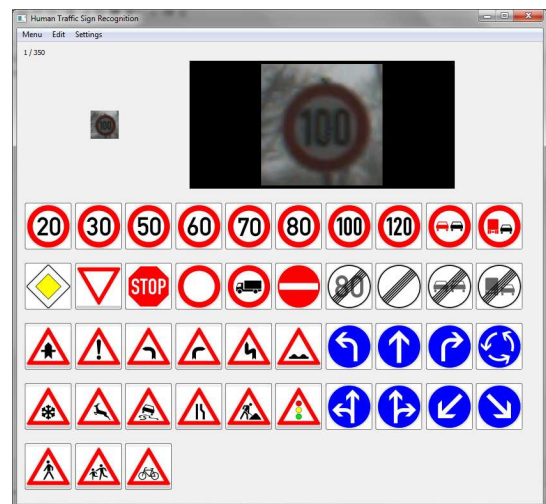 Human Traffic Sign Recognition
Menu Edit Settings
1 / 350
100
100
20 30 50 60 70 80 100 120
STOP 80